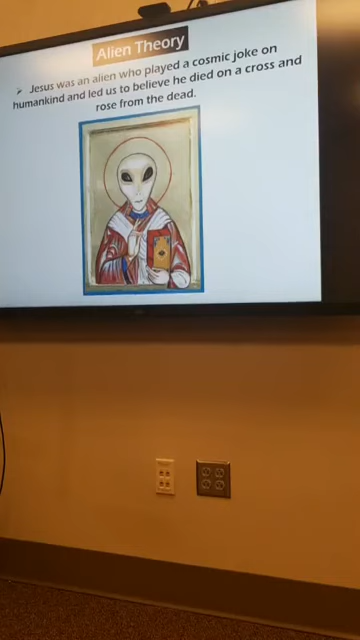 Alien Theory
➢ Jesus was an alien who played a cosmic joke on
humankind and led us to believe he died on a cross and
rose from the dead.